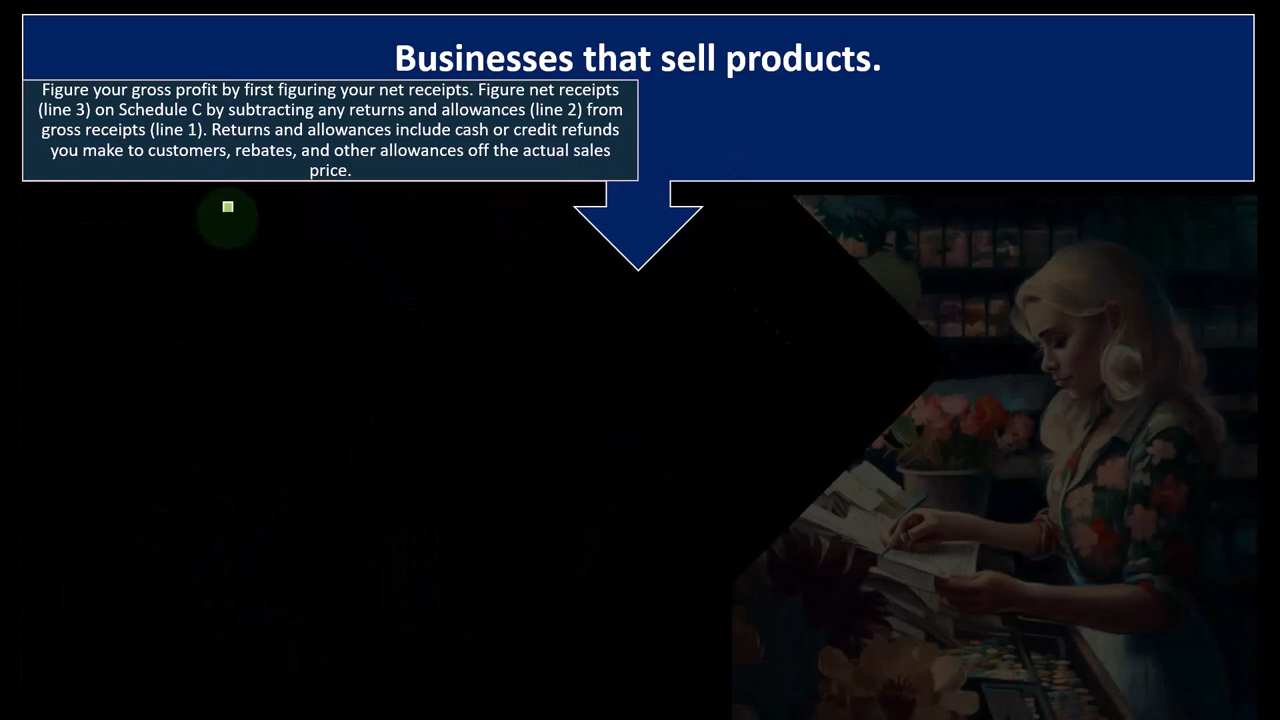 Businesses that sell products.
Figure your gross profit by first figuring your net receipts. Figure net receipts
(line 3) on Schedule C by subtracting any returns and allowances (line 2) from
gross receipts (line 1). Returns and allowances include cash or credit refunds
you make to customers, rebates, and other allowances off the actual sales
price.